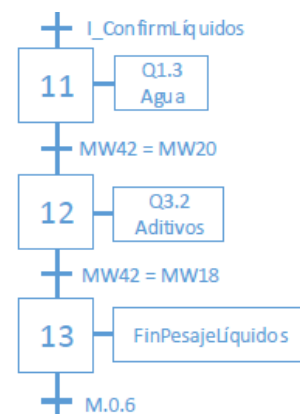 I_ConfirmLíquidos
11
Q1.3
Agua
MW42 = MW20
12
Q3.2
Aditivos
MW42 = MW18
13
FinPesajeLíquidos
M.0.6